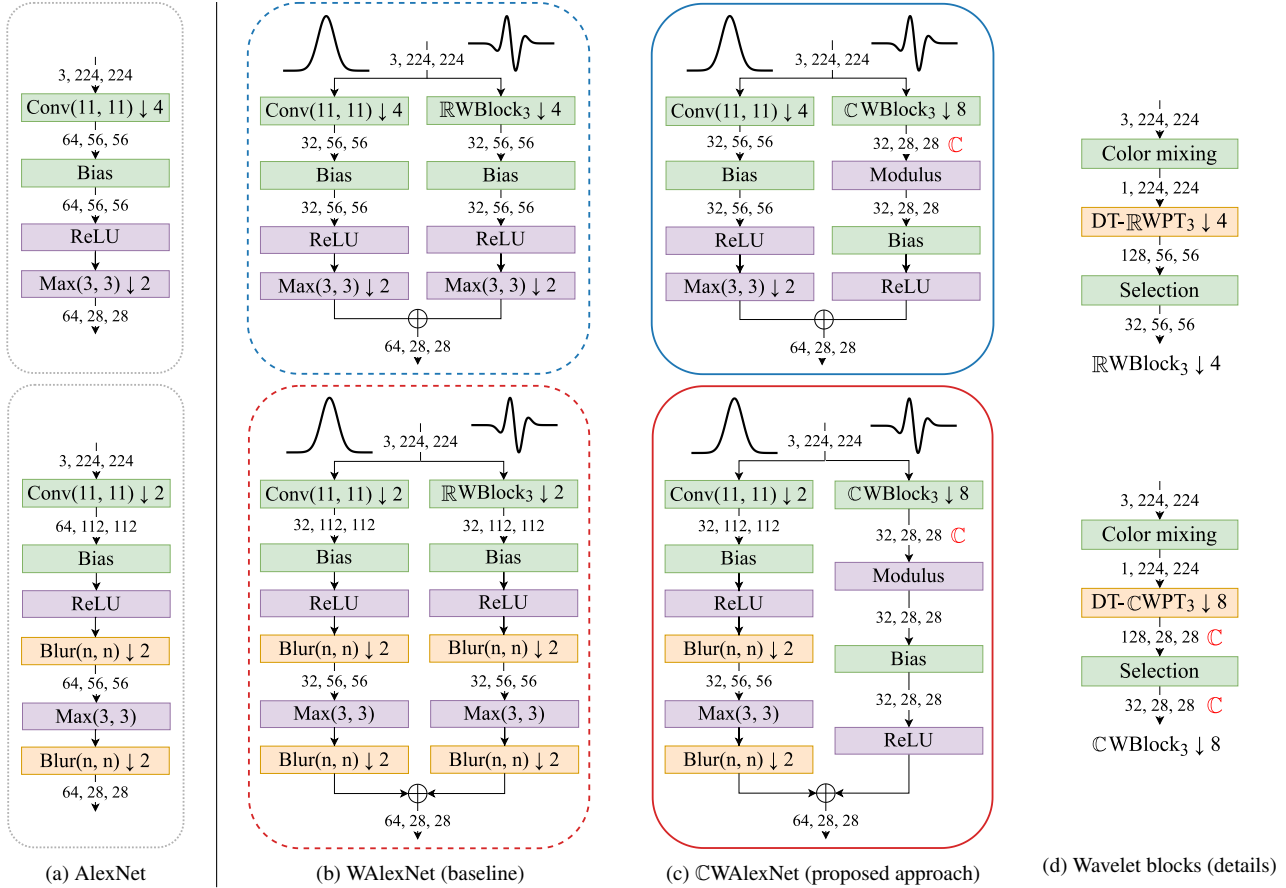 3, 224, 224
Conv(11, 11) ↓ 4
64, 56, 56
Bias
64, 56, 56
ReLU
Max(3, 3) ↓ 2
64, 28, 28
3, 224, 224
Conv(11, 11) ↓ 2
64, 112, 112
Bias
ReLU
Blur(n, n) ↓ 2
64, 56, 56
Max(3, 3)
Blur(n, n) ↓ 2
64, 28, 28
(a) AlexNet
3, 224, 224
Conv(11, 11) ↓ 4
32, 56, 56
Bias
32, 56, 56
ReLU
Max(3, 3) ↓ 2
ℝWBlock₃ ↓ 4
32, 56, 56
Bias
32, 56, 56
ReLU
Max(3, 3) ↓ 2
64, 28, 28
3, 224, 224
Conv(11, 11) ↓ 2
32, 112, 112
Bias
ReLU
Blur(n, n) ↓ 2
32, 56, 56
Max(3, 3)
Blur(n, n) ↓ 2
ℝWBlock₃ ↓ 2
32, 112, 112
Bias
ReLU
Blur(n, n) ↓ 2
32, 56, 56
Max(3, 3)
Blur(n, n) ↓ 2
64, 28, 28
(b) WAlexNet (baseline)
3, 224, 224
Conv(11, 11) ↓ 4
32, 56, 56
Bias
32, 56, 56
ReLU
Max(3, 3) ↓ 2
ℂWBlock₃ ↓ 8
32, 28, 28 ℂ
Modulus
32, 28, 28
Bias
ReLU
64, 28, 28
3, 224, 224
Conv(11, 11) ↓ 2
32, 112, 112
Bias
ReLU
Blur(n, n) ↓ 2
32, 56, 56
Max(3, 3)
Blur(n, n) ↓ 2
ℂWBlock₃ ↓ 8
32, 28, 28 ℂ
Modulus
32, 28, 28
Bias
32, 28, 28
ReLU
64, 28, 28
(c) ℂWAlexNet (proposed approach)
3, 224, 224
Color mixing
1, 224, 224
DT-ℝWPT₃ ↓ 4
128, 56, 56
Selection
32, 56, 56
ℝWBlock₃ ↓ 4
3, 224, 224
Color mixing
1, 224, 224
DT-ℂWPT₃ ↓ 8
128, 28, 28 ℂ
Selection
32, 28, 28 ℂ
ℂWBlock₃ ↓ 8
(d) Wavelet blocks (details)